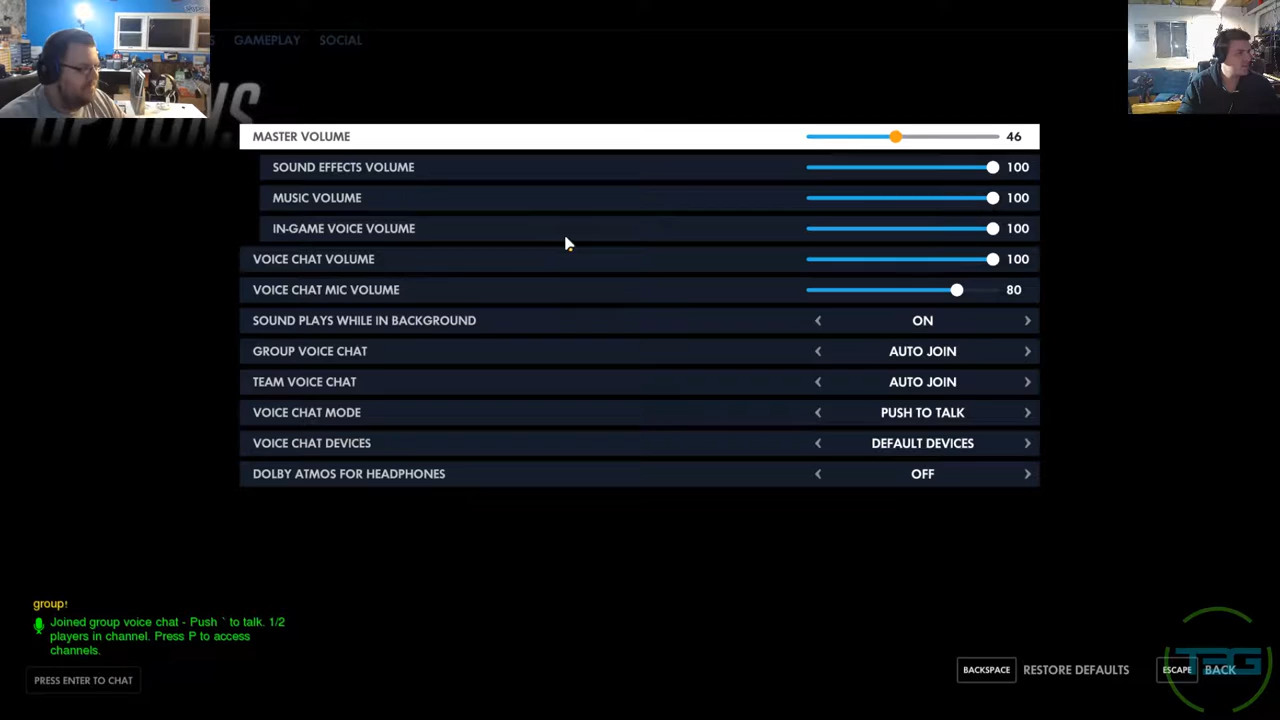 S GAMEPLAY SOCIAL
OPTIONS
MASTER VOLUME 46
SOUND EFFECTS VOLUME 100
MUSIC VOLUME 100
IN-GAME VOICE VOLUME 100
VOICE CHAT VOLUME 100
VOICE CHAT MIC VOLUME 80
SOUND PLAYS WHILE IN BACKGROUND ON
GROUP VOICE CHAT AUTO JOIN
TEAM VOICE CHAT AUTO JOIN
VOICE CHAT MODE PUSH TO TALK
VOICE CHAT DEVICES DEFAULT DEVICES
DOLBY ATMOS FOR HEADPHONES OFF
group!
Joined group voice chat - Push ` to talk. 1/2
players in channel. Press P to access
channels.
PRESS ENTER TO CHAT
BACKSPACE RESTORE DEFAULTS ESCAPE BACK
TPG